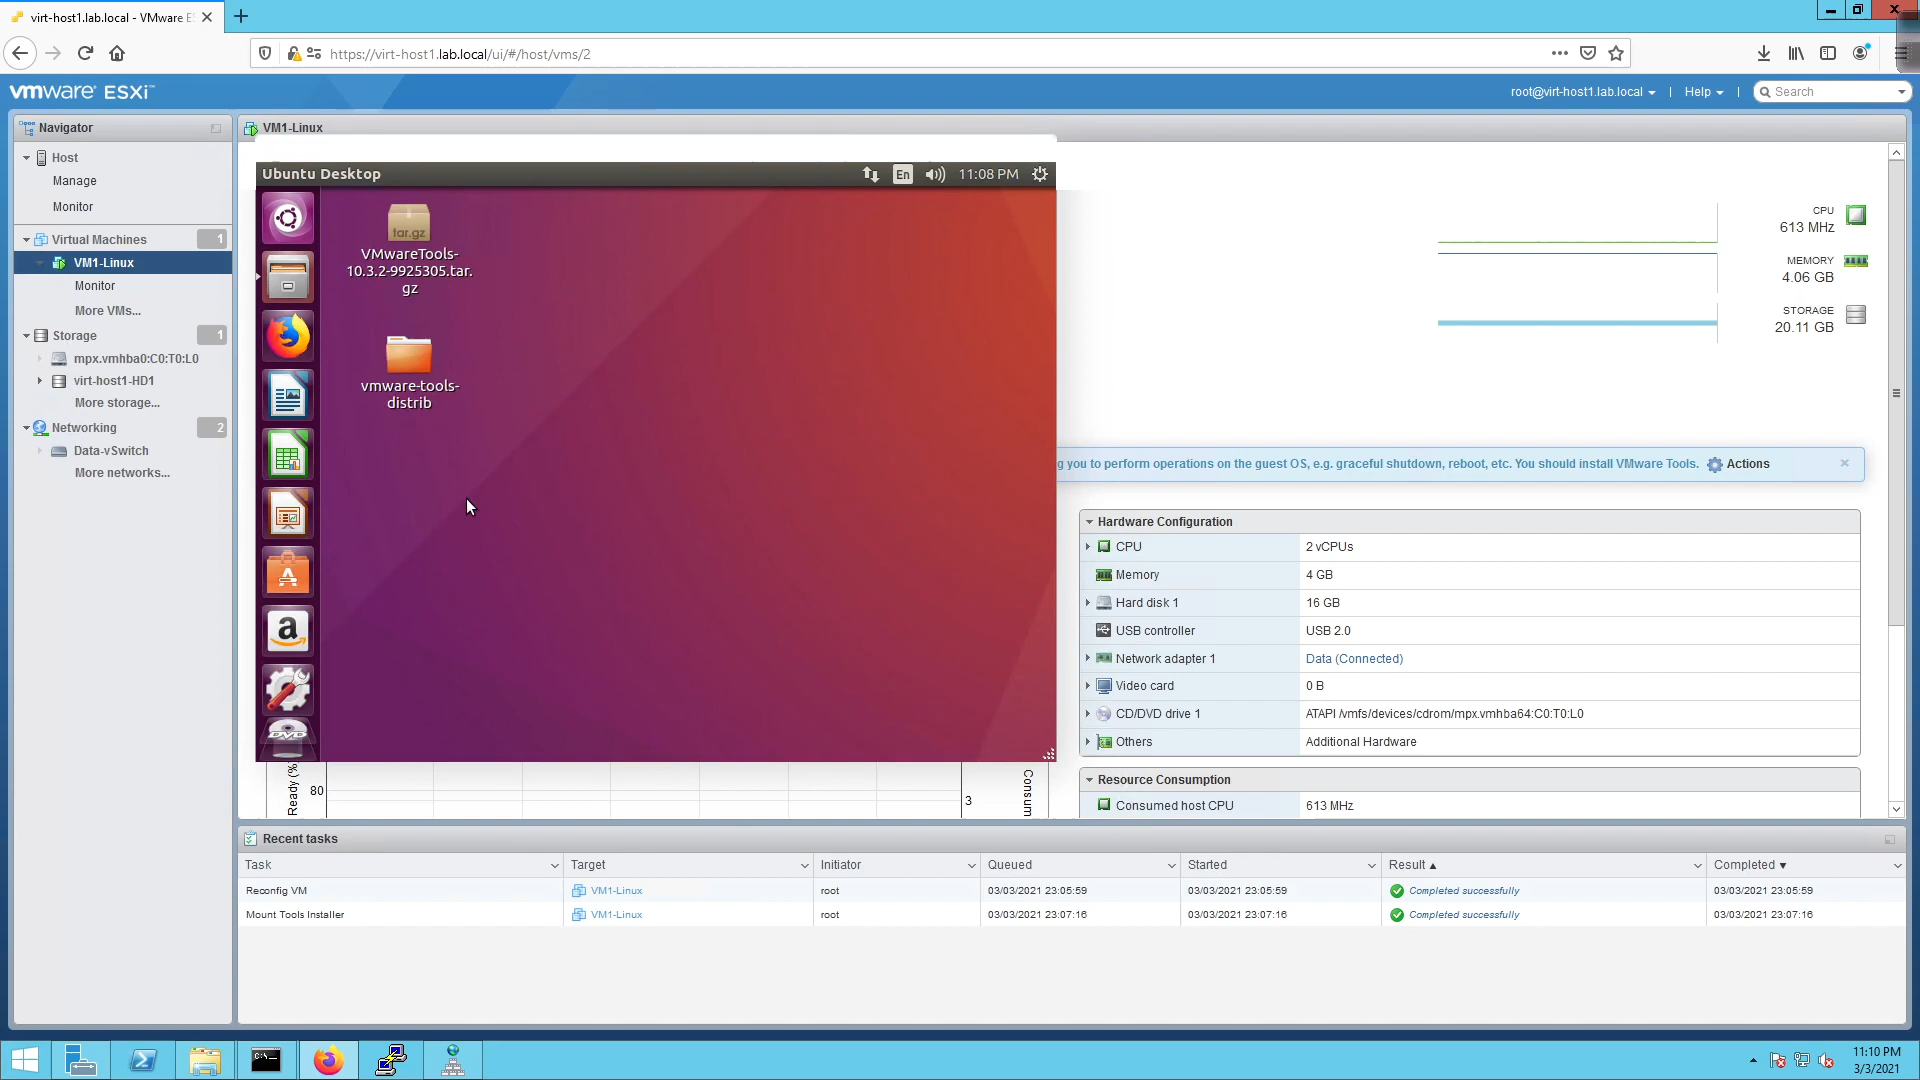 virt-host1.lab.local - VMware ES
https://virt-host1.lab.local/ui/#/host/vms/2
vmware ESXi
root@virt-host1.lab.local
Help
Search
Navigator
Host
Manage
Monitor
Virtual Machines
1
VM1-Linux
Monitor
More VMs...
Storage
1
mpx.vmhba0:C0:T0:L0
virt-host1-HD1
More storage...
Networking
2
Data-vSwitch
More networks...
VM1-Linux
Ubuntu Desktop
En
11:08 PM
tar.gz
VMwareTools-
10.3.2-9925305.tar.
gz
vmware-tools-
distrib
A
a
DVD
CPU
613 MHz
MEMORY
4.06 GB
STORAGE
20.11 GB
g you to perform operations on the guest OS, e.g. graceful shutdown, reboot, etc. You should install VMware Tools.
Actions
Hardware Configuration
CPU 2 vCPUs
Memory 4 GB
Hard disk 1 16 GB
USB controller USB 2.0
Network adapter 1 Data (Connected)
Video card 0 B
CD/DVD drive 1 ATAPI /vmfs/devices/cdrom/mpx.vmhba64:C0:T0:L0
Others Additional Hardware
Resource Consumption
Consumed host CPU 613 MHz
Ready (%)
80
3
Consum
Recent tasks
Task Target Initiator Queued Started Result Completed
Reconfig VM VM1-Linux root 03/03/2021 23:05:59 03/03/2021 23:05:59 Completed successfully 03/03/2021 23:05:59
Mount Tools Installer VM1-Linux root 03/03/2021 23:07:16 03/03/2021 23:07:16 Completed successfully 03/03/2021 23:07:16
C:\_
11:10 PM
3/3/2021